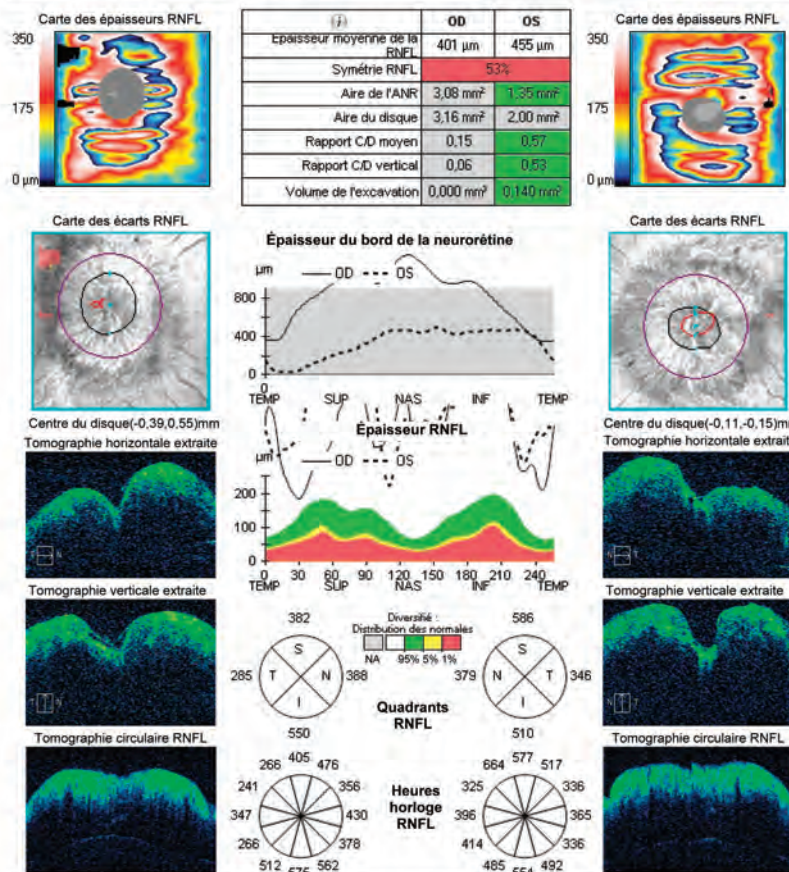 Carte des épaisseurs RNFL
350
175
0 µm
OD OS
Epaisseur moyenne de la RNFL 401 µm 455 µm
Symétrie RNFL 53%
Aire de l'ANR 3,08 mm² 1,35 mm²
Aire du disque 3,16 mm² 2,00 mm²
Rapport C/D moyen 0,15 0,57
Rapport C/D vertical 0,06 0,53
Volume de l'excavation 0,000 mm³ 0,140 mm³
Carte des épaisseurs RNFL
350
175
0 µm
Carte des écarts RNFL
Centre du disque(-0,39,0,55)mm
Tomographie horizontale extraite
Tomographie verticale extraite
Tomographie circulaire RNFL
Épaisseur du bord de la neurorétine
µm OD OS
800
400
0
TEMP SUP NAS INF TEMP
Épaisseur RNFL
µm OD OS
200
100
0
0 30 60 90 120 150 180 210 240
TEMP SUP NAS INF TEMP
Diversifié :
Distribution des normales
NA 95% 5% 1%
382
285 S T N I 388
550
586
379 S N T I 346
510
Quadrants
RNFL
Heures
horloge
RNFL
405
266 476
241 356
347 430
266 378
512 562
575
577
664 517
325 336
396 365
414 336
485 492
554
Carte des écarts RNFL
Centre du disque(-0,11,-0,15)m
Tomographie horizontale extrait
Tomographie verticale extraite
Tomographie circulaire RNFL